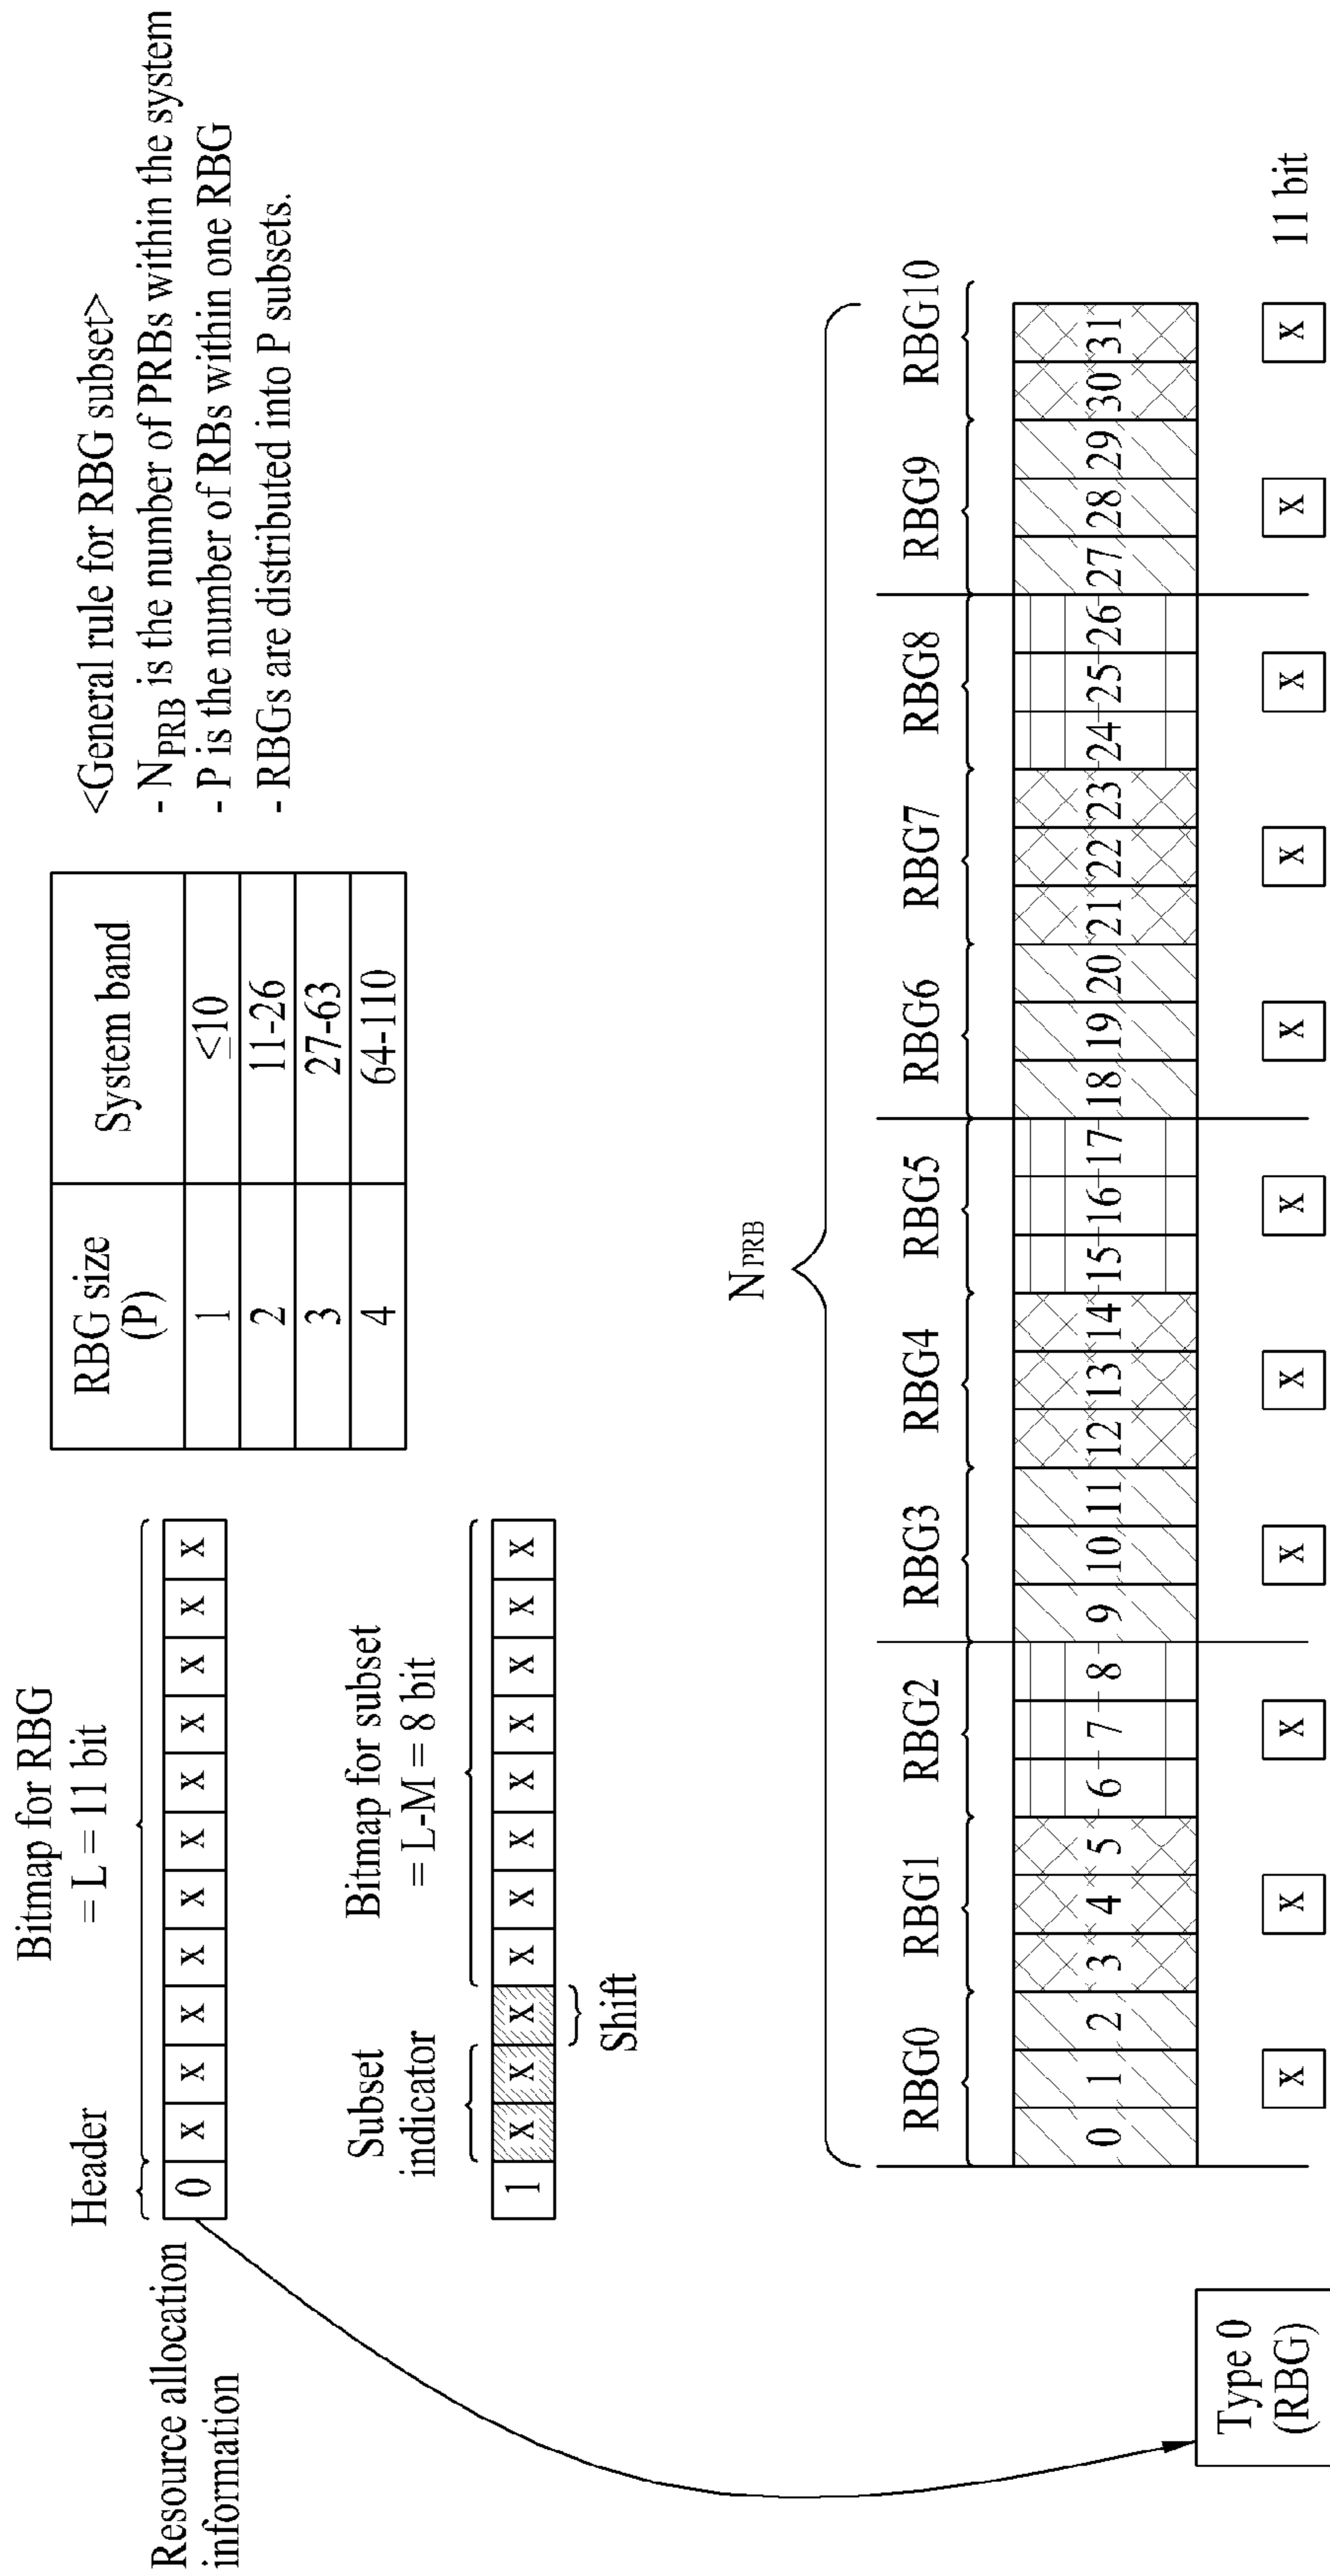 Resource allocation
information
Header
Bitmap for RBG
= L = 11 bit
0 X X X X X X X X X X X
Subset
indicator
Bitmap for subset
= L-M = 8 bit
1 X X X X X X X X X X X
Shift
RBG size
(P)
System band
1 ≤10
2 11-26
3 27-63
4 64-110
<General rule for RBG subset>
- NPRB is the number of PRBs within the system
- P is the number of RBs within one RBG
- RBGs are distributed into P subsets.
NPRB
RBG0 RBG1 RBG2 RBG3 RBG4 RBG5 RBG6 RBG7 RBG8 RBG9 RBG10
0 1 2 3 4 5 6 7 8 9 10 11 12 13 14 15 16 17 18 19 20 21 22 23 24 25 26 27 28 29 30 31
Type 0
(RBG)
X X X X X X X X X X X 11 bit